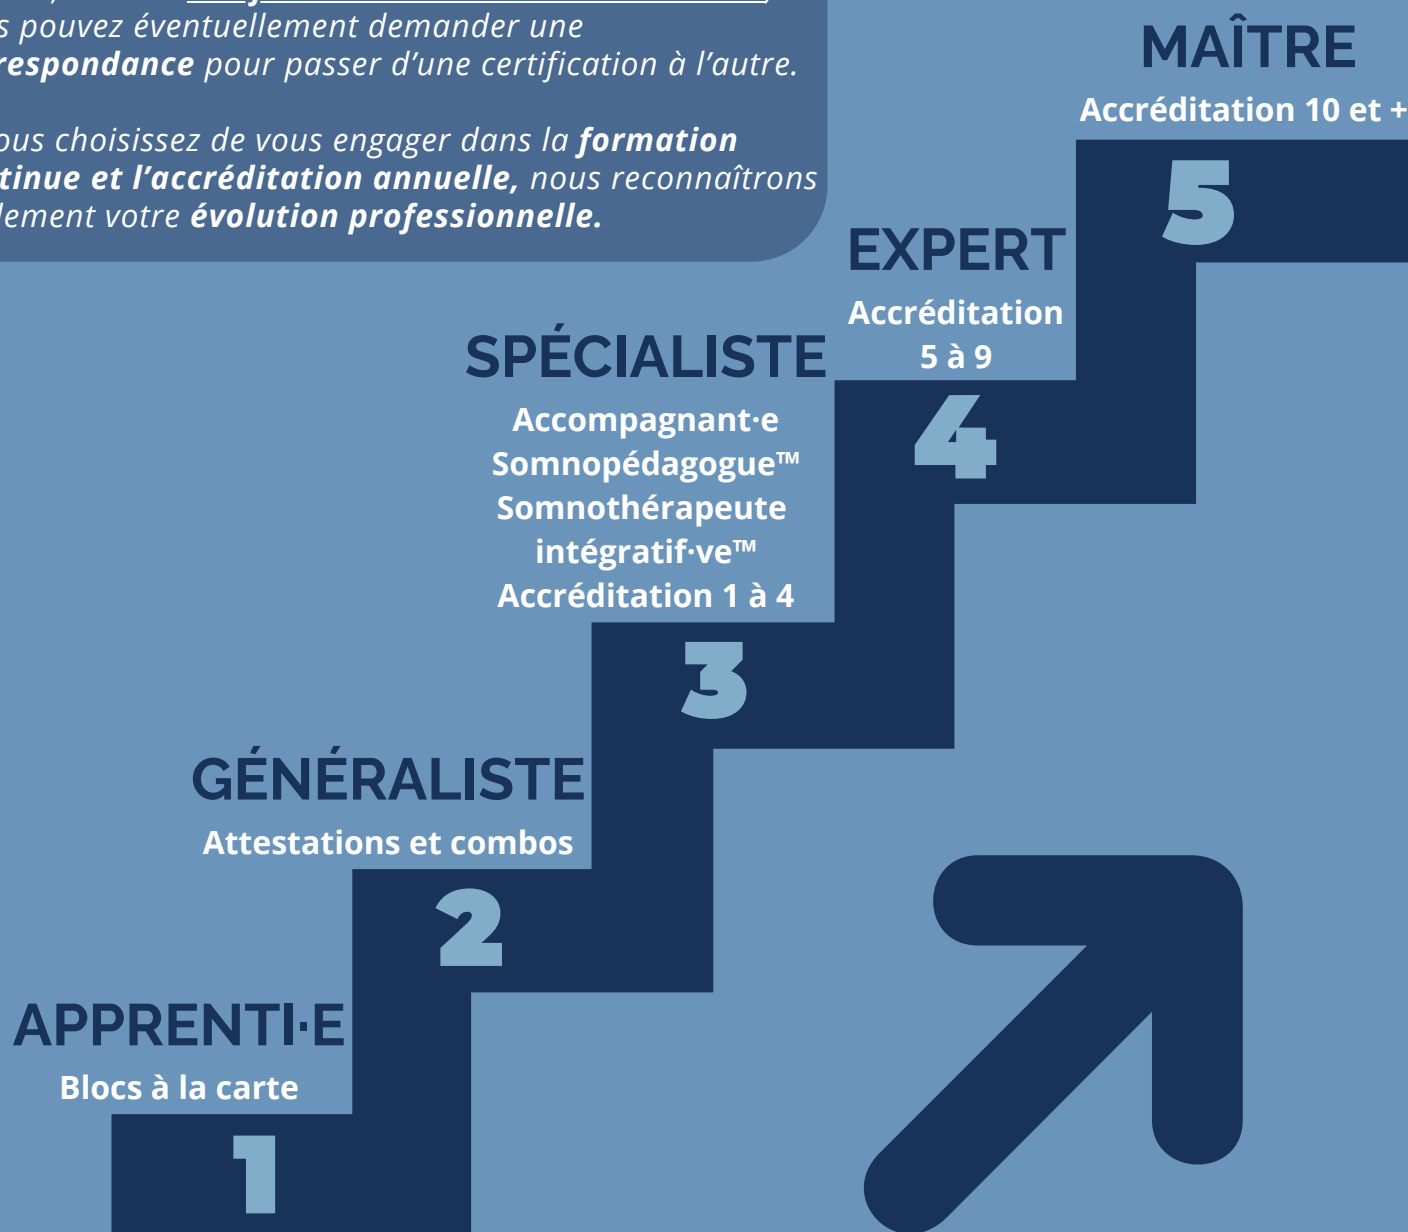 s pouvez éventuellement demander une
respondance pour passer d'une certification à l'autre.
ous choisissez de vous engager dans la formation
tinue et l'accréditation annuelle, nous reconnaîtrons
lement votre évolution professionnelle.
MAÎTRE
Accréditation 10 et +
5
EXPERT
Accréditation
5 à 9
4
SPÉCIALISTE
Accompagnant·e
Somnopédagogue™
Somnothérapeute
intégratif·ve™
Accréditation 1 à 4
3
GÉNÉRALISTE
Attestations et combos
2
APPRENTI·E
Blocs à la carte
1